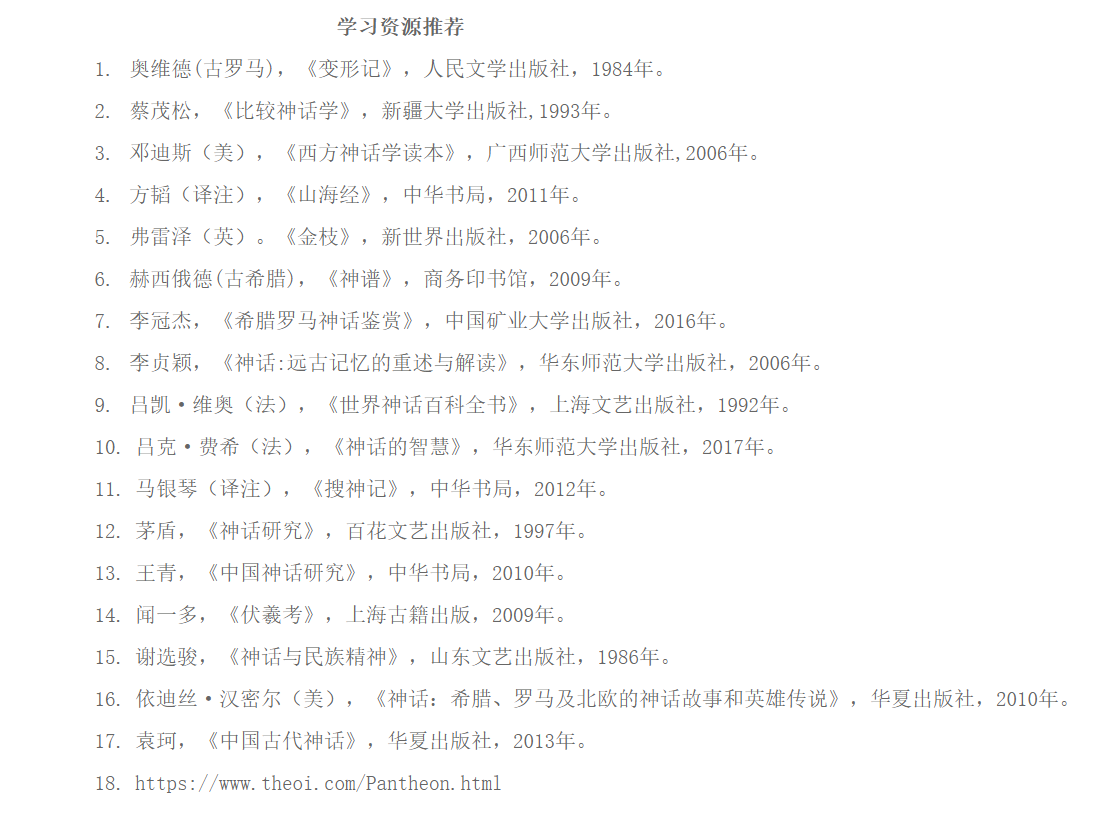 学习资源推荐
1. 奥维德(古罗马)，《变形记》，人民文学出版社，1984年。
2. 蔡茂松，《比较神话学》，新疆大学出版社,1993年。
3. 邓迪斯（美），《西方神话学读本》，广西师范大学出版社,2006年。
4. 方韬（译注），《山海经》，中华书局，2011年。
5. 弗雷泽（英）。《金枝》，新世界出版社，2006年。
6. 赫西俄德(古希腊)，《神谱》，商务印书馆，2009年。
7. 李冠杰，《希腊罗马神话鉴赏》，中国矿业大学出版社，2016年。
8. 李贞颖，《神话:远古记忆的重述与解读》，华东师范大学出版社，2006年。
9. 吕凯·维奥（法），《世界神话百科全书》，上海文艺出版社，1992年。
10. 吕克·费希（法），《神话的智慧》，华东师范大学出版社，2017年。
11. 马银琴（译注），《搜神记》，中华书局，2012年。
12. 茅盾，《神话研究》，百花文艺出版社，1997年。
13. 王青，《中国神话研究》，中华书局，2010年。
14. 闻一多，《伏羲考》，上海古籍出版，2009年。
15. 谢选骏，《神话与民族精神》，山东文艺出版社，1986年。
16. 依迪丝·汉密尔（美），《神话：希腊、罗马及北欧的神话故事和英雄传说》，华夏出版社，2010年。
17. 袁珂，《中国古代神话》，华夏出版社，2013年。
18. https://www.theoi.com/Pantheon.html